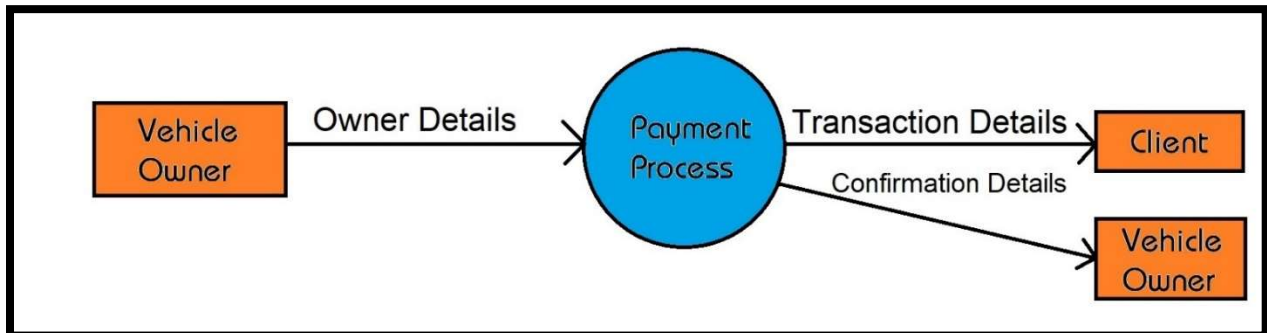 Vehicle
Owner
Owner Details
Payment
Process
Transaction Details
Client
Confirmation Details
Vehicle
Owner